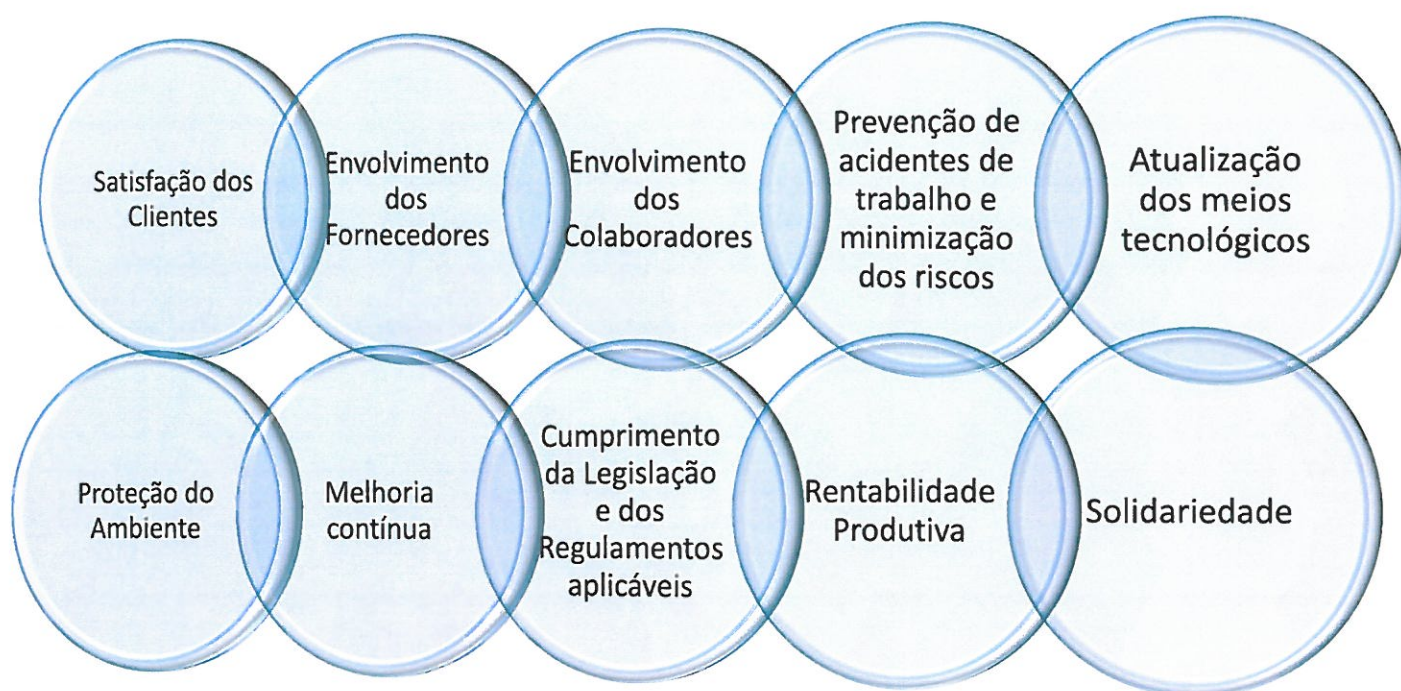 Satisfação dos
Clientes
Envolvimento
dos
Fornecedores
Envolvimento
dos
Colaboradores
Prevenção de
acidentes de
trabalho e
minimização
dos riscos
Atualização
dos meios
tecnológicos
Proteção do
Ambiente
Melhoria
contínua
Cumprimento
da Legislação
e dos
Regulamentos
aplicáveis
Rentabilidade
Produtiva
Solidariedade